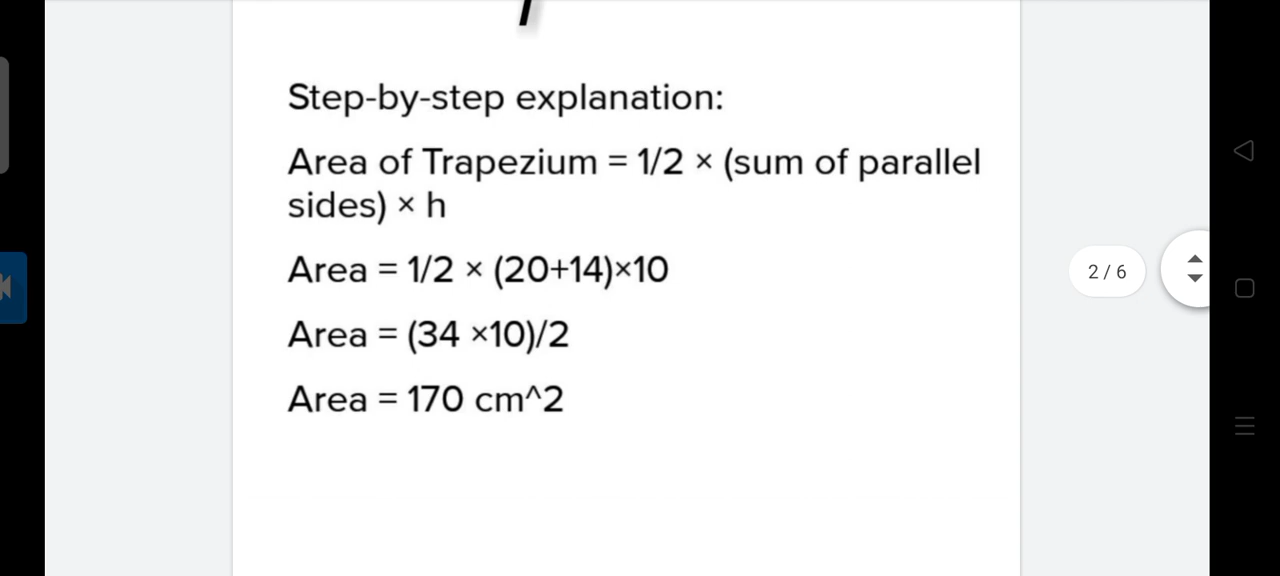 Step-by-step explanation:
Area of Trapezium = 1/2 × (sum of parallel
sides) × h
Area = 1/2 × (20+14)×10
Area = (34 ×10)/2
Area = 170 cm^2
2 / 6